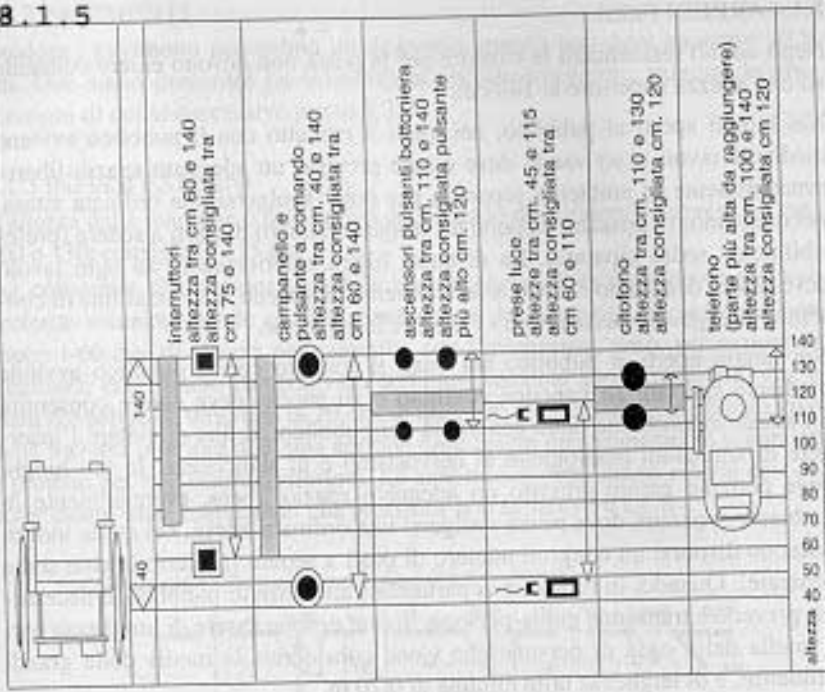 8.1.5
interruttori
altezza tra cm 60 e 140
altezza consigliata tra
cm 75 e 140
campanello e
pulsante a comando
altezza tra cm. 40 e 140
altezza consigliata tra
cm 60 e 140
ascensori pulsanti bottoniera
altezza tra cm. 110 e 140
altezza consigliata pulsante
più alto cm 120
prese luce
altezze tra cm. 45 e 115
altezza consigliata tra
cm 60 e 110
citofono
altezza tra cm. 110 e 130
altezza consigliata cm. 120
telefono
(parte più alta da raggiungere)
altezza tra cm. 100 e 140
altezza consigliata cm 120
140
40
140
130
120
110
100
90
80
70
60
50
40
altezza